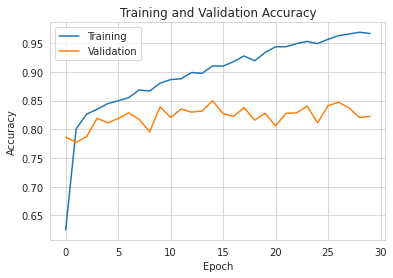 Training and Validation Accuracy
Training
Validation
Accuracy
0.95
0.90
0.85
0.80
0.75
0.70
0.65
0 5 10 15 20 25 30
Epoch